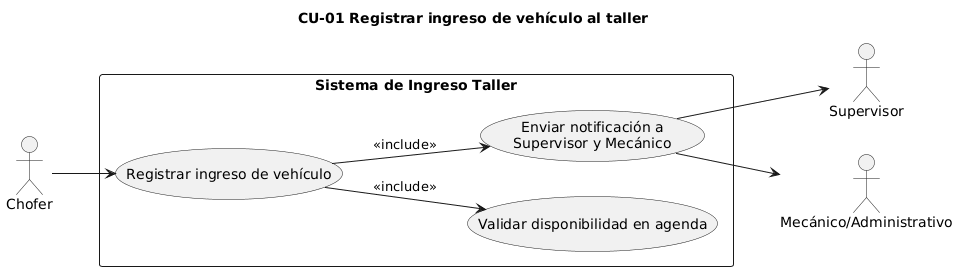 CU-01 Registrar ingreso de vehículo al taller
Sistema de Ingreso Taller
Supervisor
Enviar notificación a
Supervisor y Mecánico
«include»
Registrar ingreso de vehículo
Chofer
«include»
Validar disponibilidad en agenda
Mecánico/Administrativo